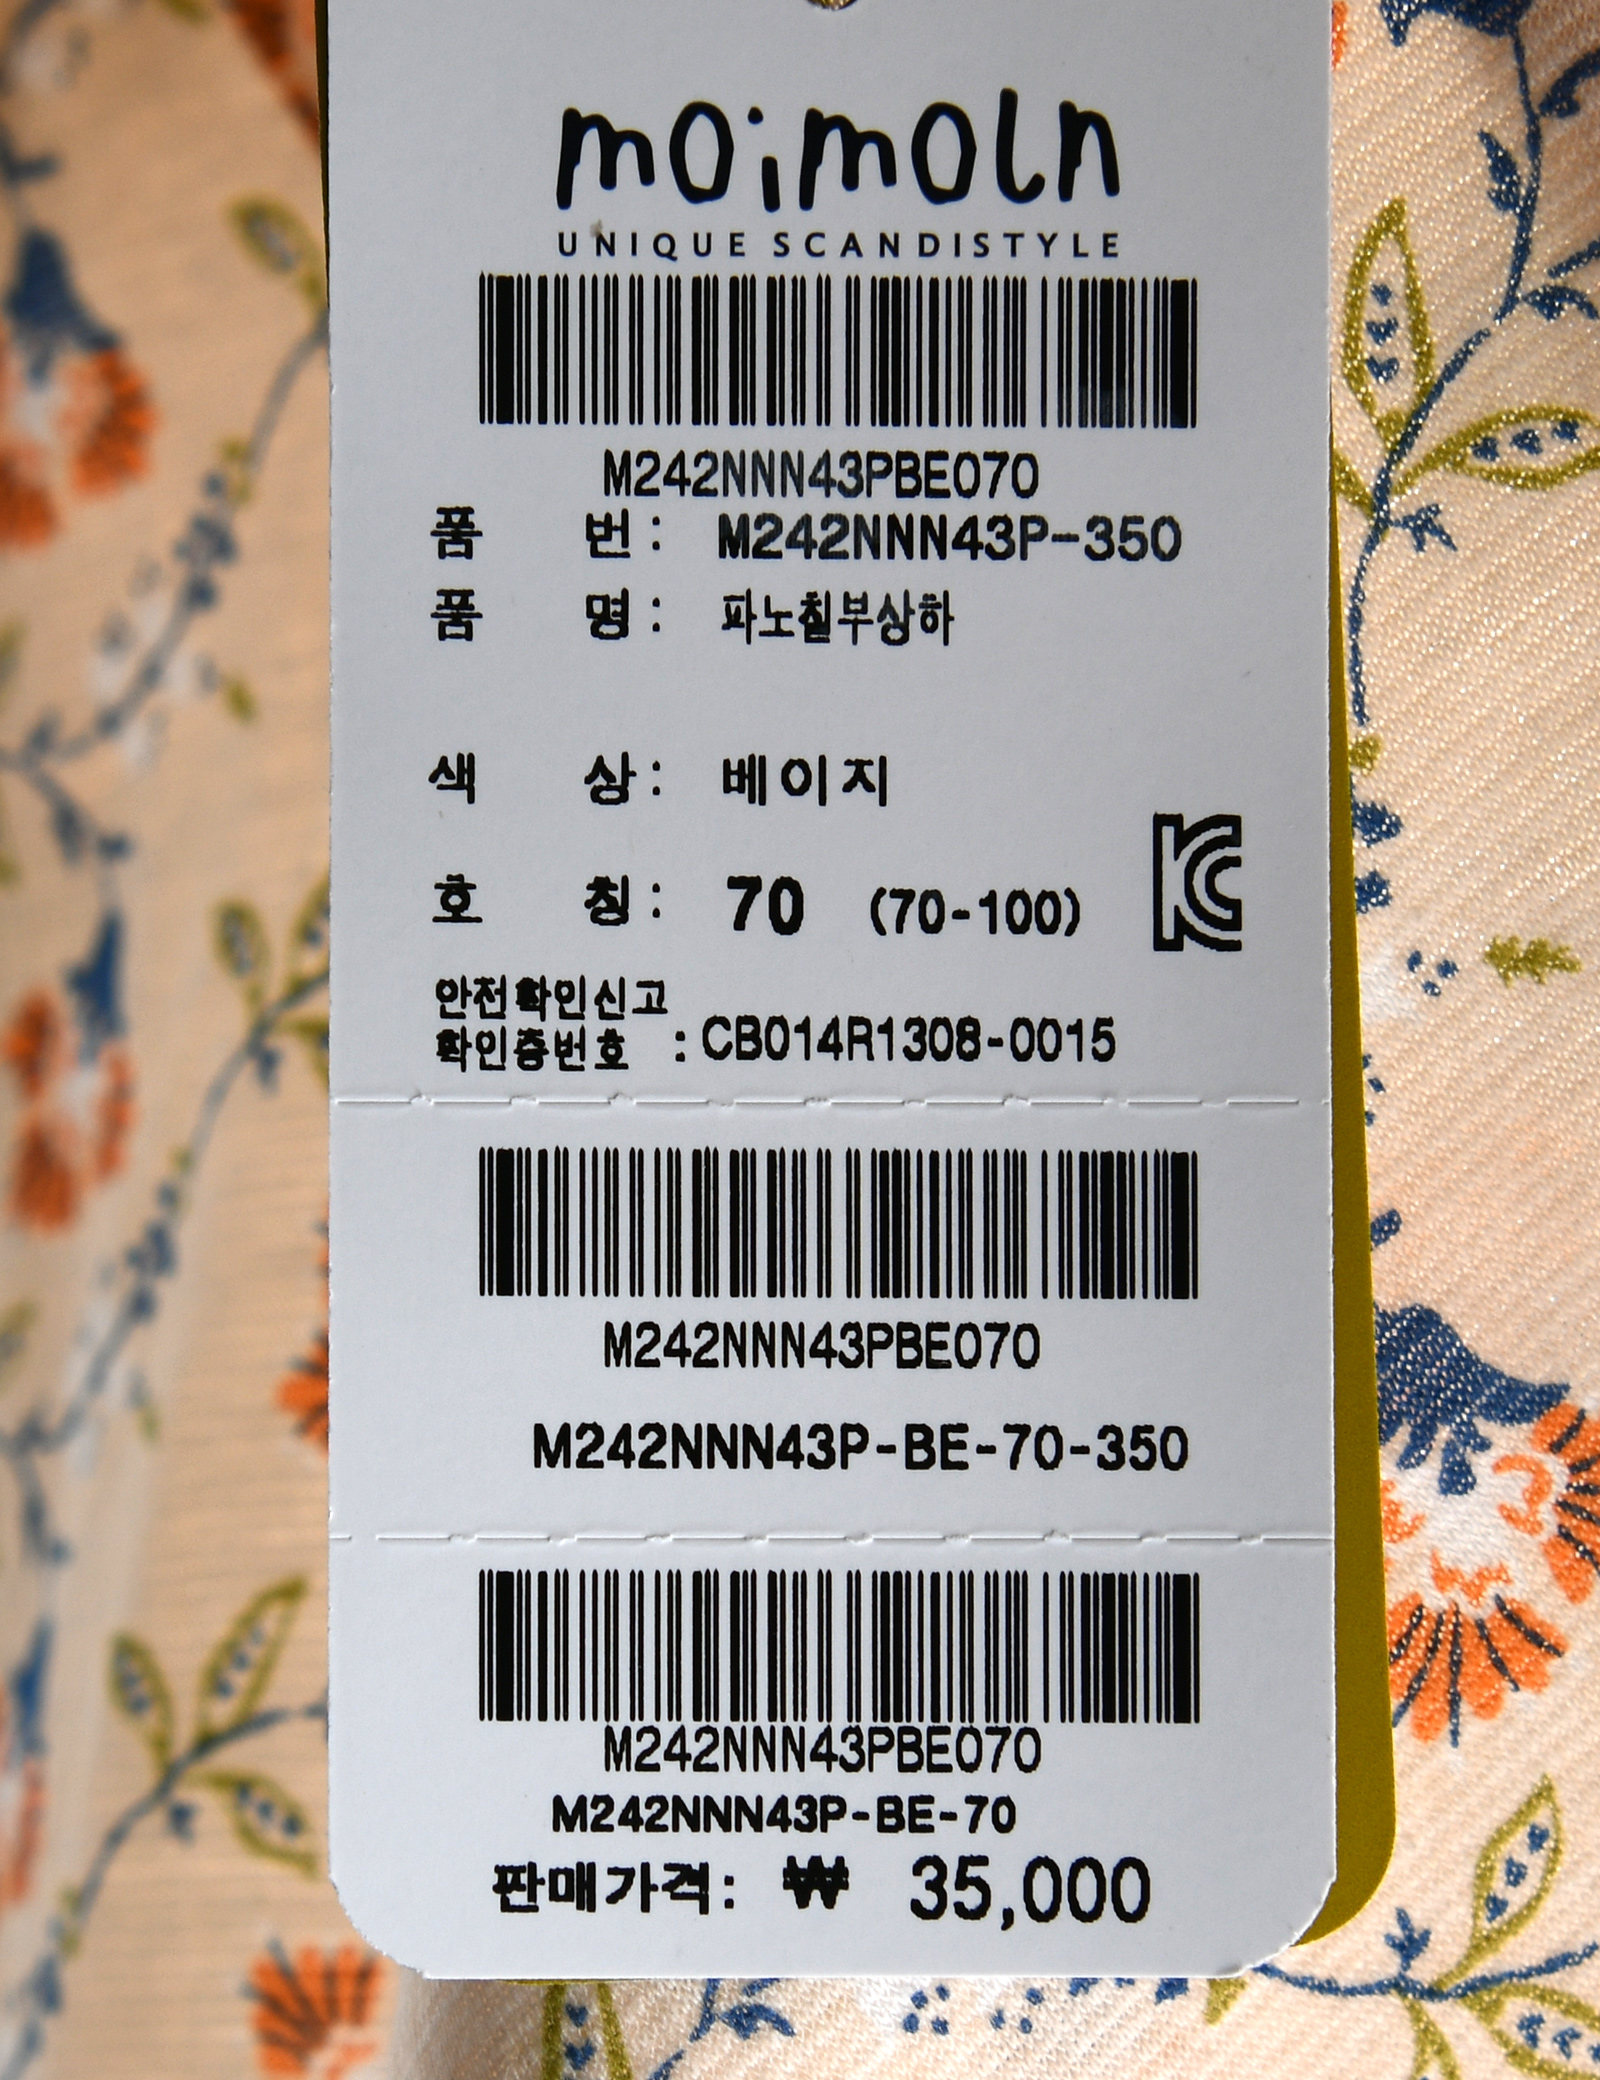 moimoln
UNIQUE SCANDISTYLE
M242NNN43PBE070
품 번: M242NNN43P-350
품 명: 파노칠부상하
색 상: 베이지
호 칭: 70 (70-100)
안전확인신고
확인증번호 : CB014R1308-0015
M242NNN43PBE070
M242NNN43P-BE-70-350
M242NNN43PBE070
M242NNN43P-BE-70
판매가격: ₩ 35,000